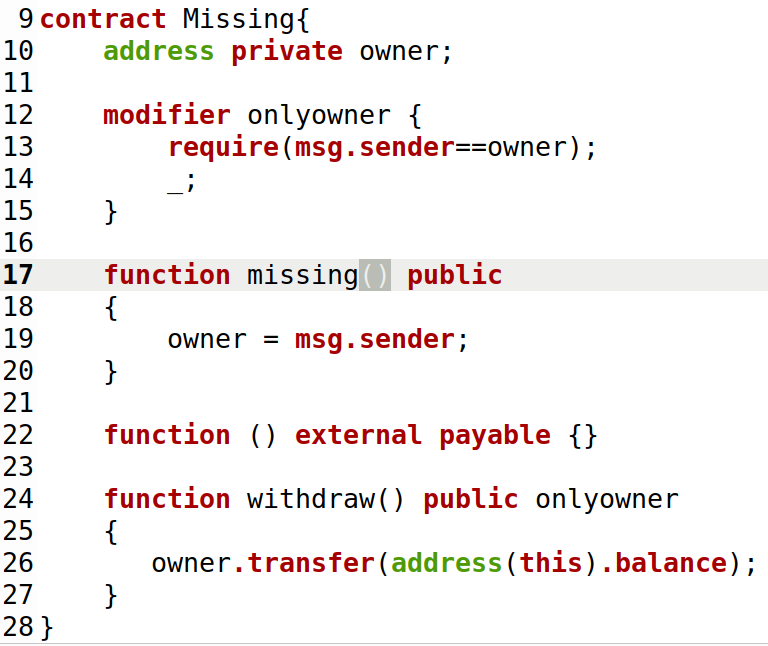 9 contract Missing{
10     address private owner;
11
12     modifier onlyowner {
13         require(msg.sender==owner);
14         _;
15     }
16
17     function missing() public
18     {
19         owner = msg.sender;
20     }
21
22     function () external payable {}
23
24     function withdraw() public onlyowner
25     {
26        owner.transfer(address(this).balance);
27     }
28 }